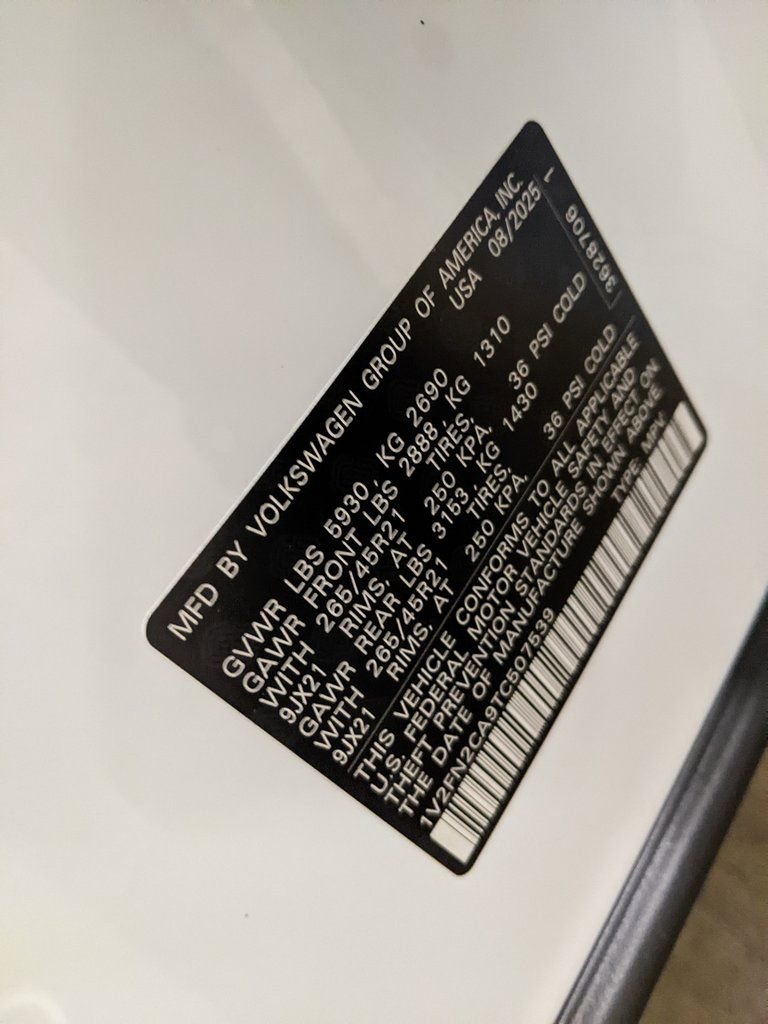 MFD BY VOLKSWAGEN GROUP OF AMERICA, INC.
USA 08/2025
GVWR LBS 5930, KG 2690
GAWR FRONT LBS 2888, KG 1310
WITH 265/45R21 TIRES,
9JX21 RIMS, AT 250 KPA, 36 PSI COLD
GAWR REAR LBS 3153 KG 1430
WITH 265/45R21 TIRES,
9JX21 RIMS, AT 250 KPA, 36 PSI COLD
THIS VEHICLE CONFORMS TO ALL APPLICABLE
U.S. FEDERAL MOTOR VEHICLE SAFETY AND
THEFT PREVENTION STANDARDS IN EFFECT ON
THE DATE OF MANUFACTURE SHOWN ABOVE
1V2FN2CA9TC507539 TYPE: MPV
3628706